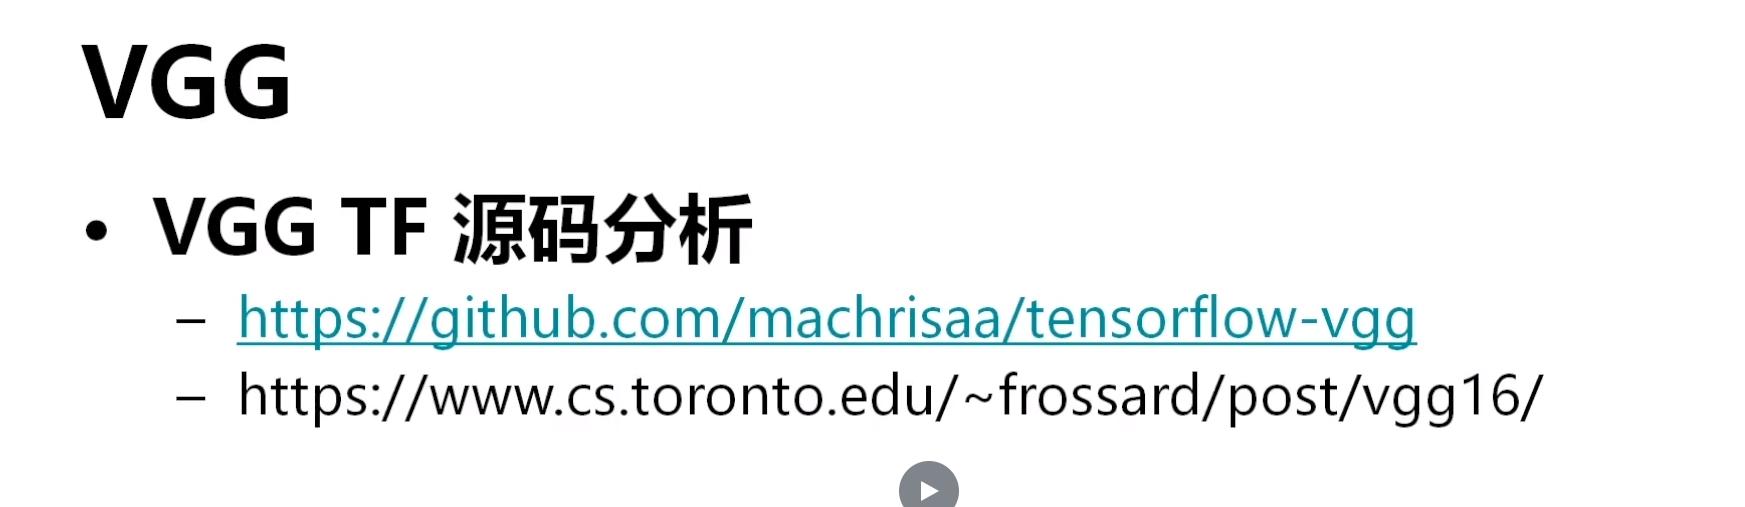 VGG
• VGG TF 源码分析
– https://github.com/machrisaa/tensorflow-vgg
– https://www.cs.toronto.edu/~frossard/post/vgg16/